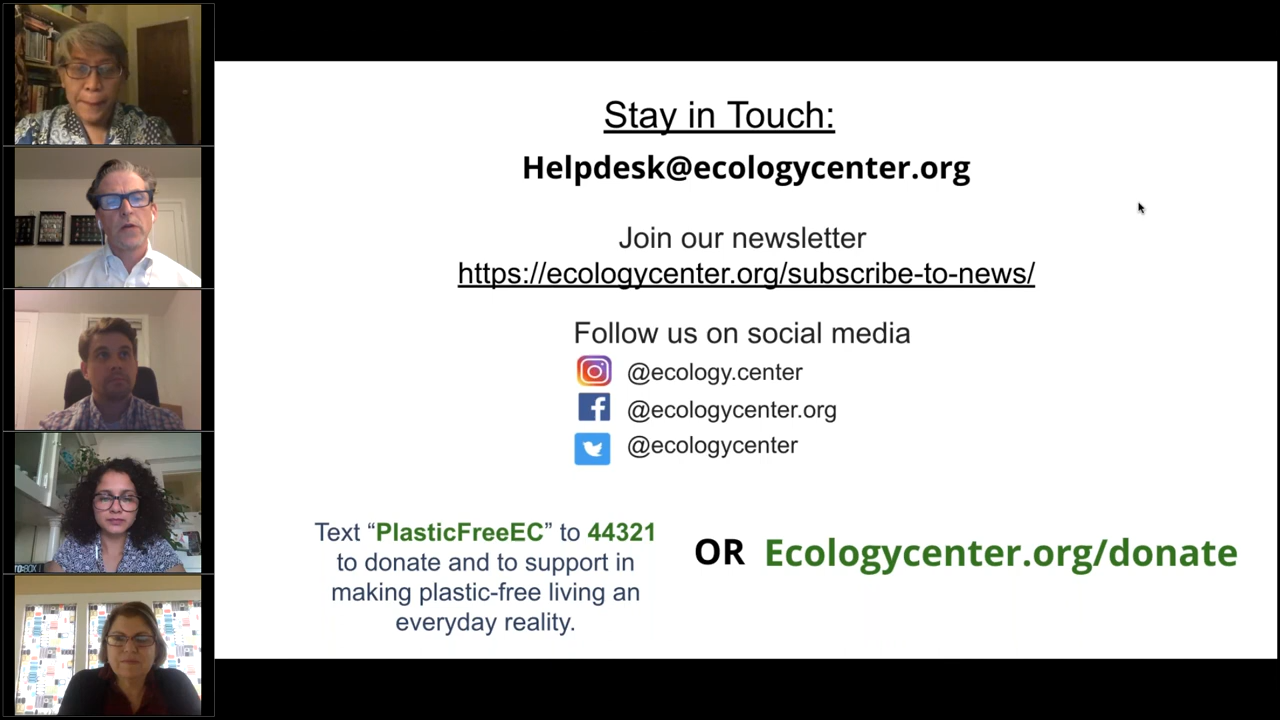 Stay in Touch:
Helpdesk@ecologycenter.org
Join our newsletter
https://ecologycenter.org/subscribe-to-news/
Follow us on social media
@ecology.center
@ecologycenter.org
@ecologycenter
Text “PlasticFreeEC” to 44321
to donate and to support in
making plastic-free living an
everyday reality.
OR Ecologycenter.org/donate